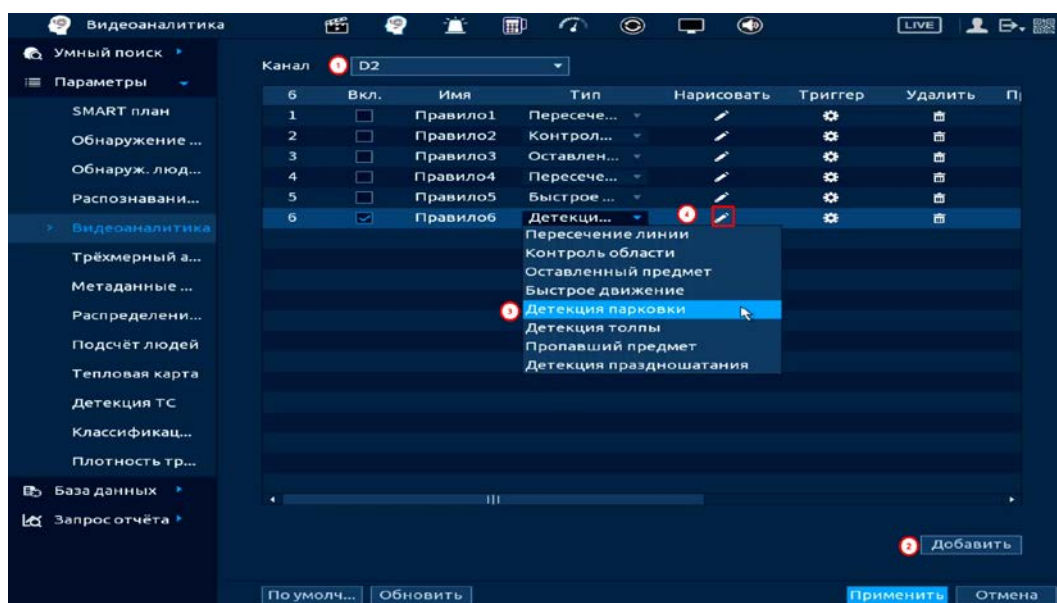 Видеоаналитика LIVE
Умный поиск
Параметры
SMART план
Обнаружение ...
Обнаруж. люд...
Распознавани...
Видеоаналитика
Трёхмерный а...
Метаданные ...
Распределени...
Подсчёт людей
Тепловая карта
Детекция ТС
Классификац...
Плотность тр...
База данных
Запрос отчёта
Канал 1 D2
6 Вкл. Имя Тип Нарисовать Триггер Удалить
1 Правило1 Пересече...
2 Правило2 Контрол...
3 Правило3 Оставлен...
4 Правило4 Пересече...
5 Правило5 Быстрое ...
6 Правило6 Детекци... 4
Пересечение линии
Контроль области
Оставленный предмет
Быстрое движение
3 Детекция парковки
Детекция толпы
Пропавший предмет
Детекция праздношатания
2 Добавить
По умолч... Обновить Применить Отмена